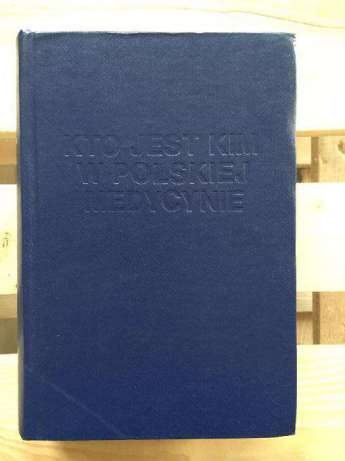 KTO JEST KIM
W POLSKIEJ
MEDYCYNIE